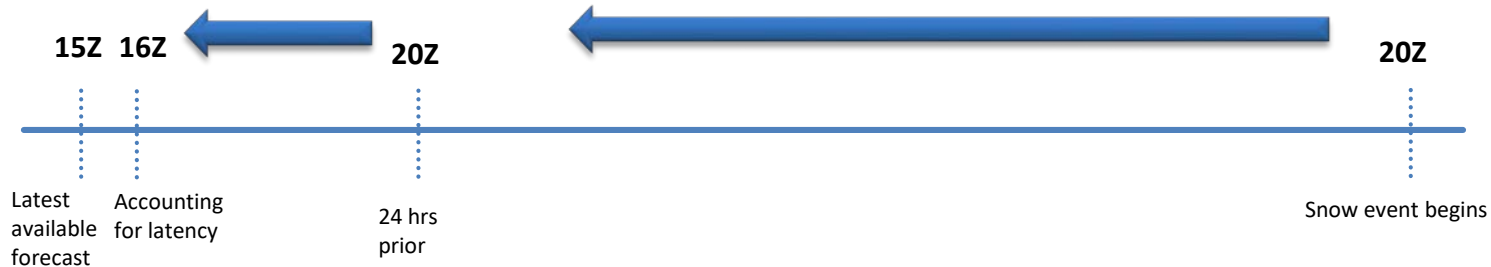 15Z 16Z
20Z
20Z
Latest
available
forecast
Accounting
for latency
24 hrs
prior
Snow event begins